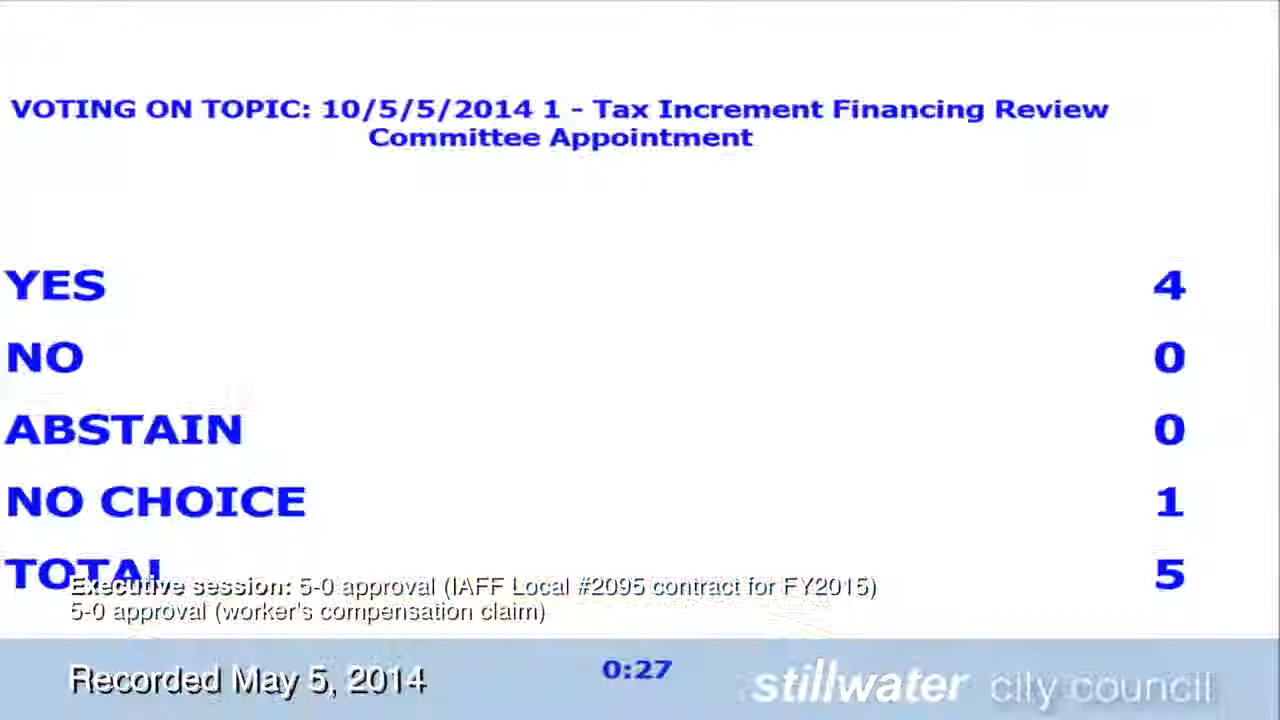 VOTING ON TOPIC: 10/5/5/2014 1 - Tax Increment Financing Review
Committee Appointment
YES 4
NO 0
ABSTAIN 0
NO CHOICE 1
TOTAL 5
Executive session: 5-0 approval (IAFF Local #2095 contract for FY2015)
5-0 approval (worker's compensation claim)
0:27
Recorded May 5, 2014 stillwater city council